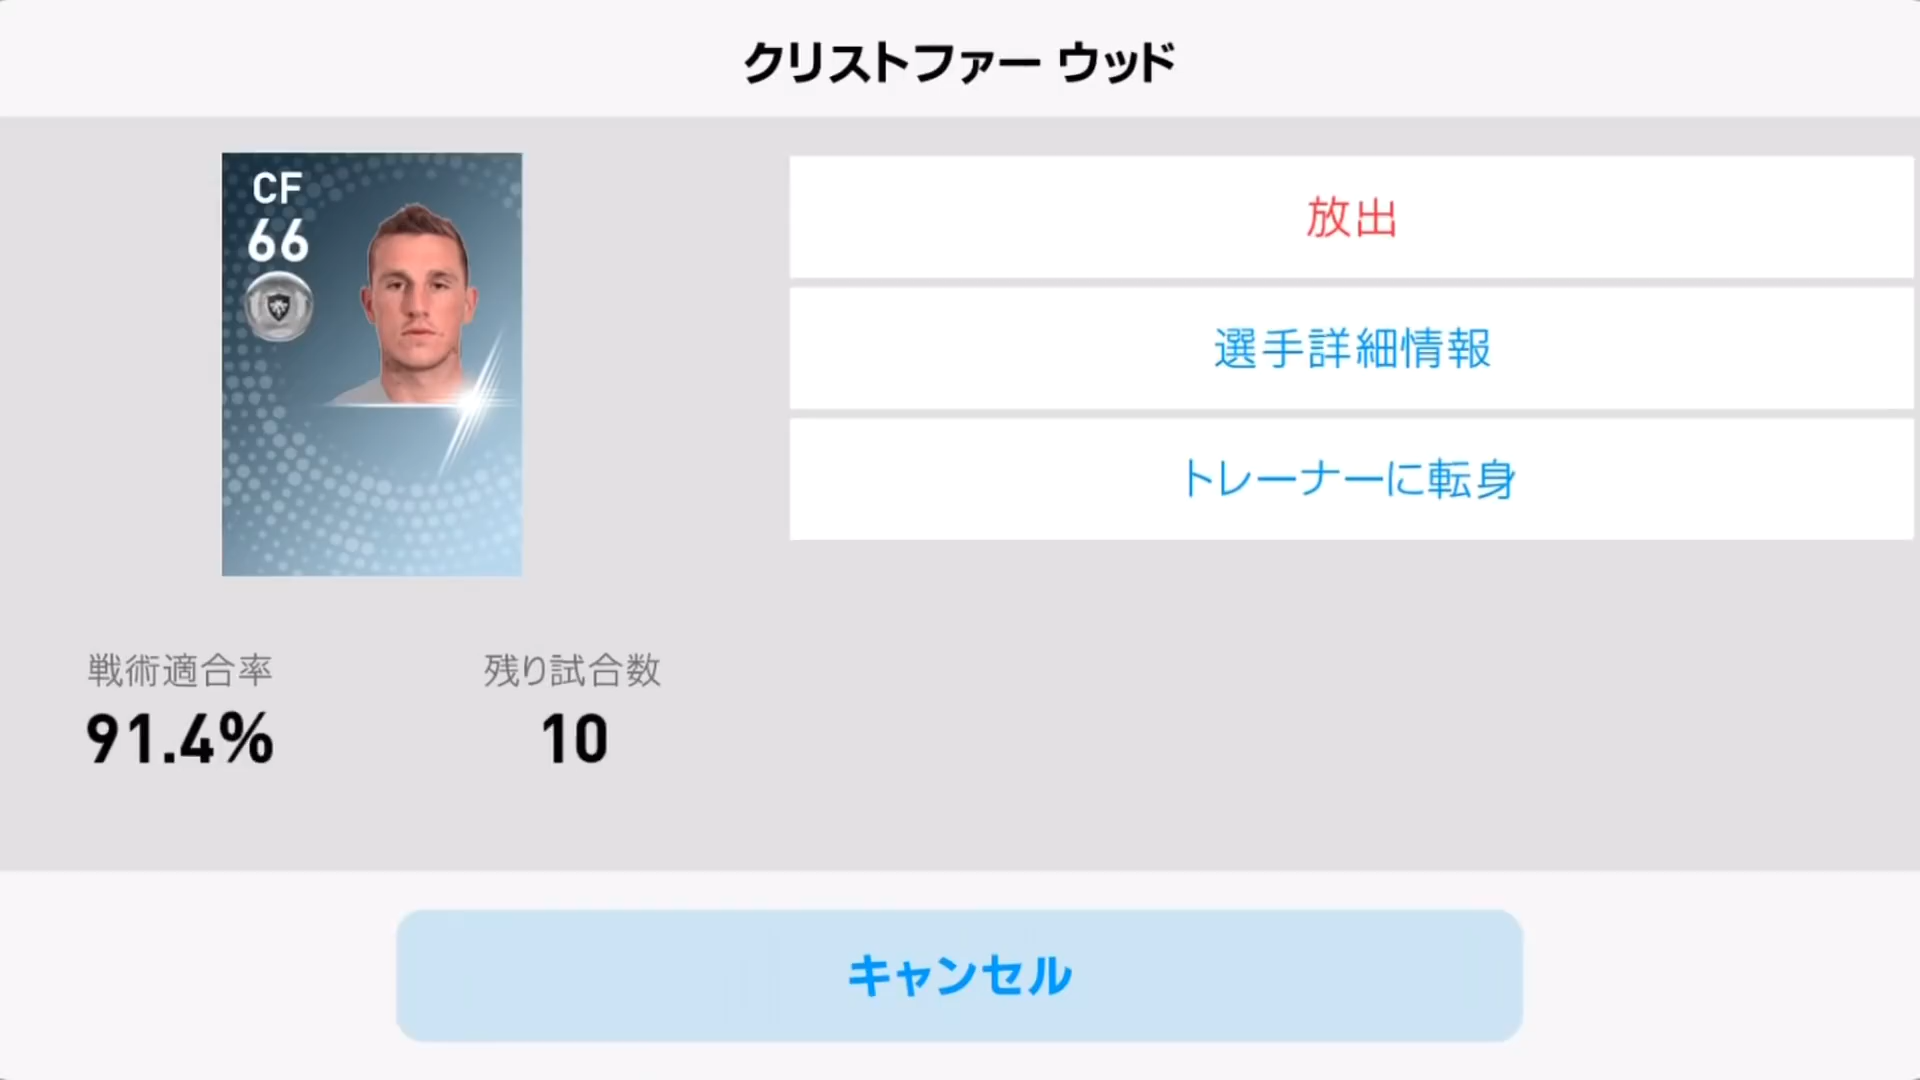 クリストファー ウッド
CF
66
放出
選手詳細情報
トレーナーに転身
戦術適合率
残り試合数
91.4%
10
キャンセル